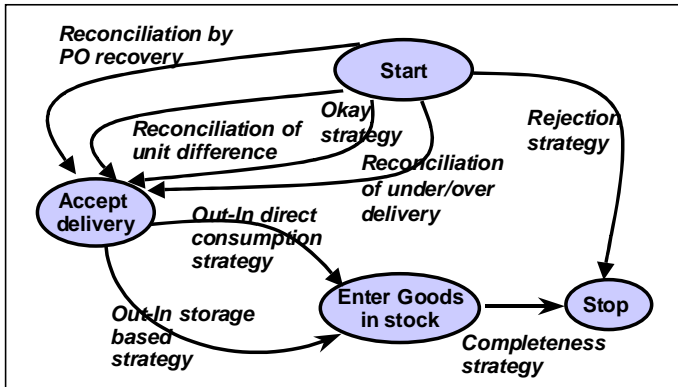 Reconciliation by
PO recovery
Start
Okay
strategy
Rejection
strategy
Reconciliation of
unit difference
Reconciliation
of under/over
delivery
Accept
delivery
Out-In direct
consumption
strategy
Enter Goods
in stock
Stop
Out-In storage
based
strategy
Completeness
strategy